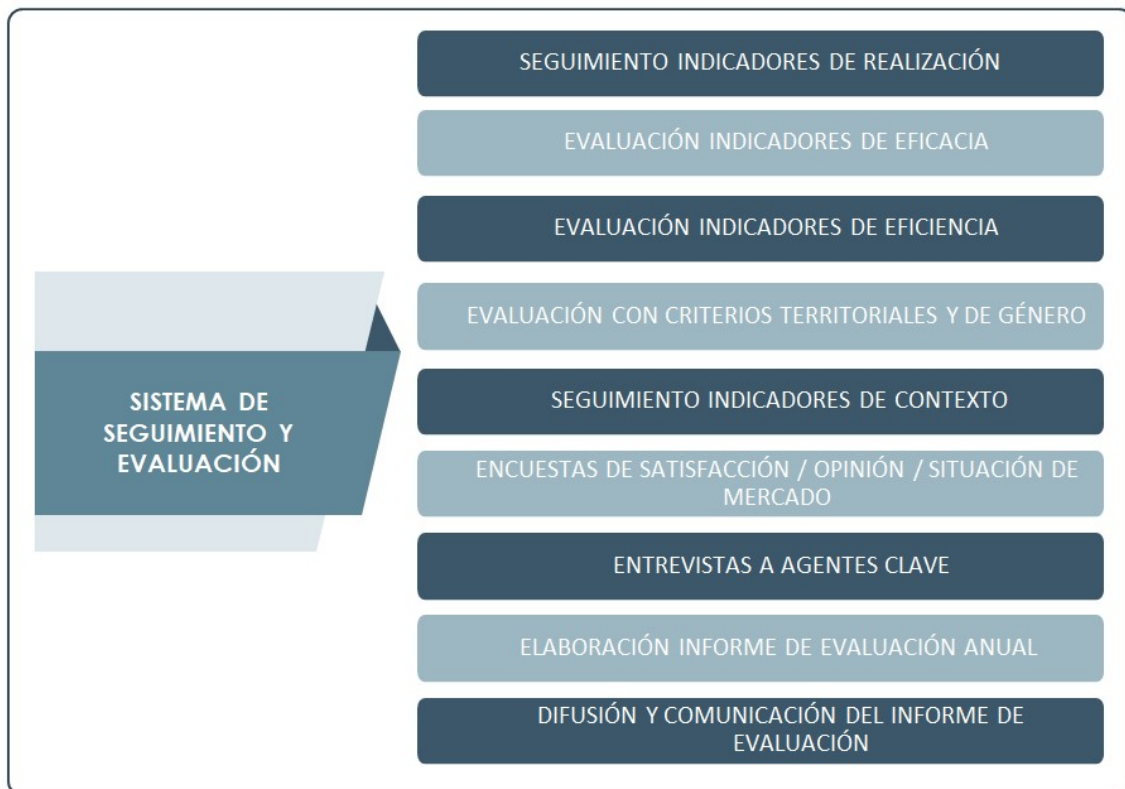 SEGUIMIENTO INDICADORES DE REALIZACIÓN
EVALUACIÓN INDICADORES DE EFICACIA
EVALUACIÓN INDICADORES DE EFICIENCIA
EVALUACIÓN CON CRITERIOS TERRITORIALES Y DE GÉNERO
SISTEMA DE
SEGUIMIENTO Y
EVALUACIÓN
SEGUIMIENTO INDICADORES DE CONTEXTO
ENCUESTAS DE SATISFACCIÓN / OPINIÓN / SITUACIÓN DE
MERCADO
ENTREVISTAS A AGENTES CLAVE
ELABORACIÓN INFORME DE EVALUACIÓN ANUAL
DIFUSIÓN Y COMUNICACIÓN DEL INFORME DE
EVALUACIÓN